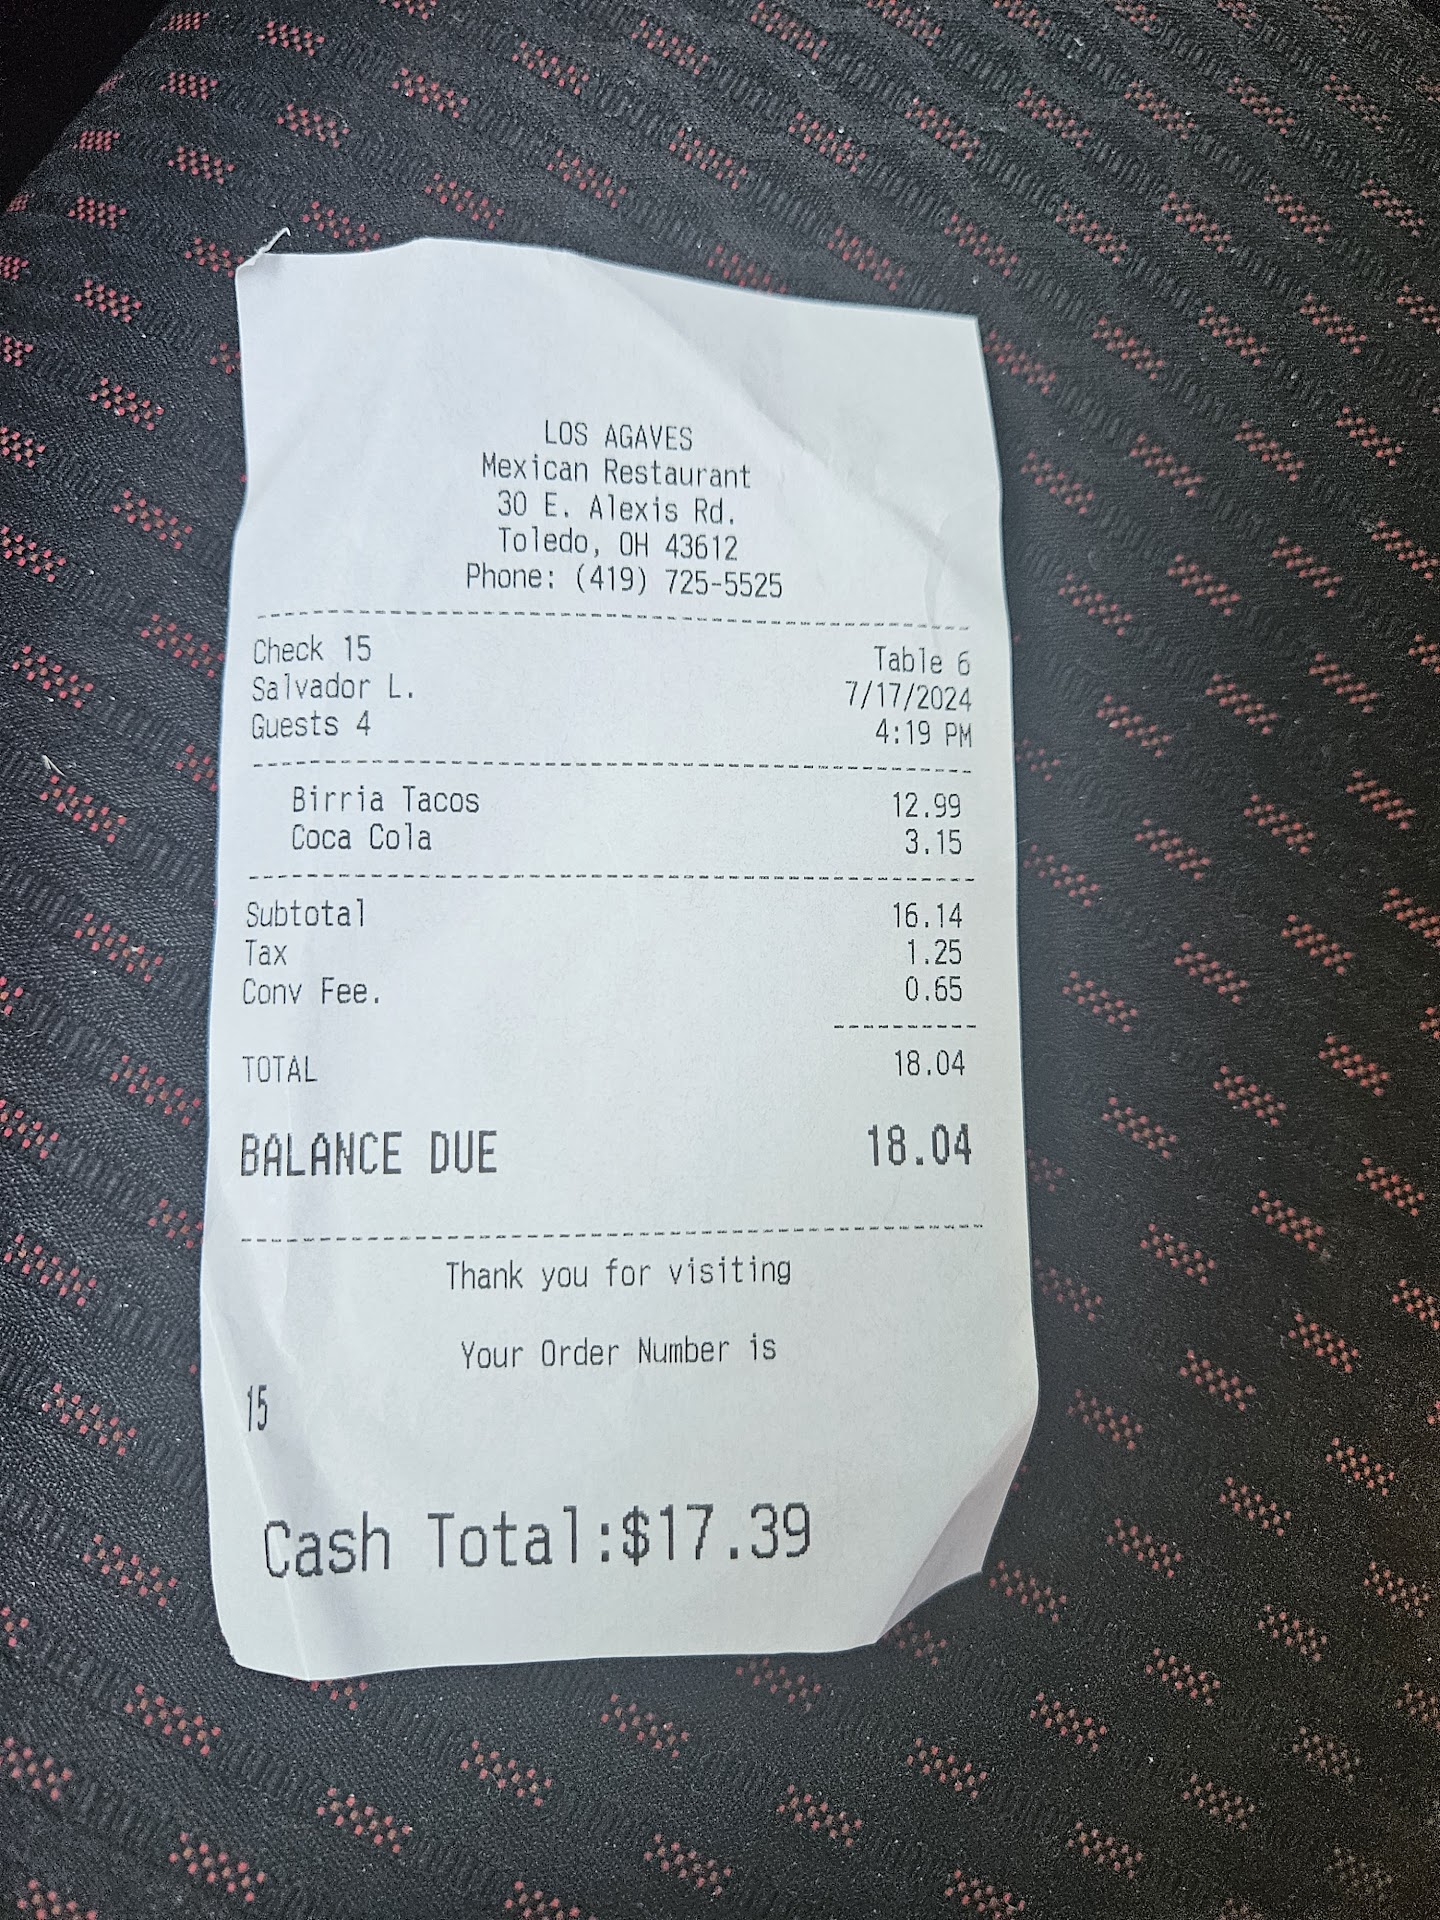 LOS AGAVES
Mexican Restaurant
30 E. Alexis Rd.
Toledo, OH 43612
Phone: (419) 725-5525
Check 15 Table 6
Salvador L. 7/17/2024
Guests 4 4:19 PM
Birria Tacos 12.99
Coca Cola 3.15
Subtotal 16.14
Tax 1.25
Conv Fee. 0.65
TOTAL 18.04
BALANCE DUE 18.04
Thank you for visiting
Your Order Number is
15
Cash Total:$17.39